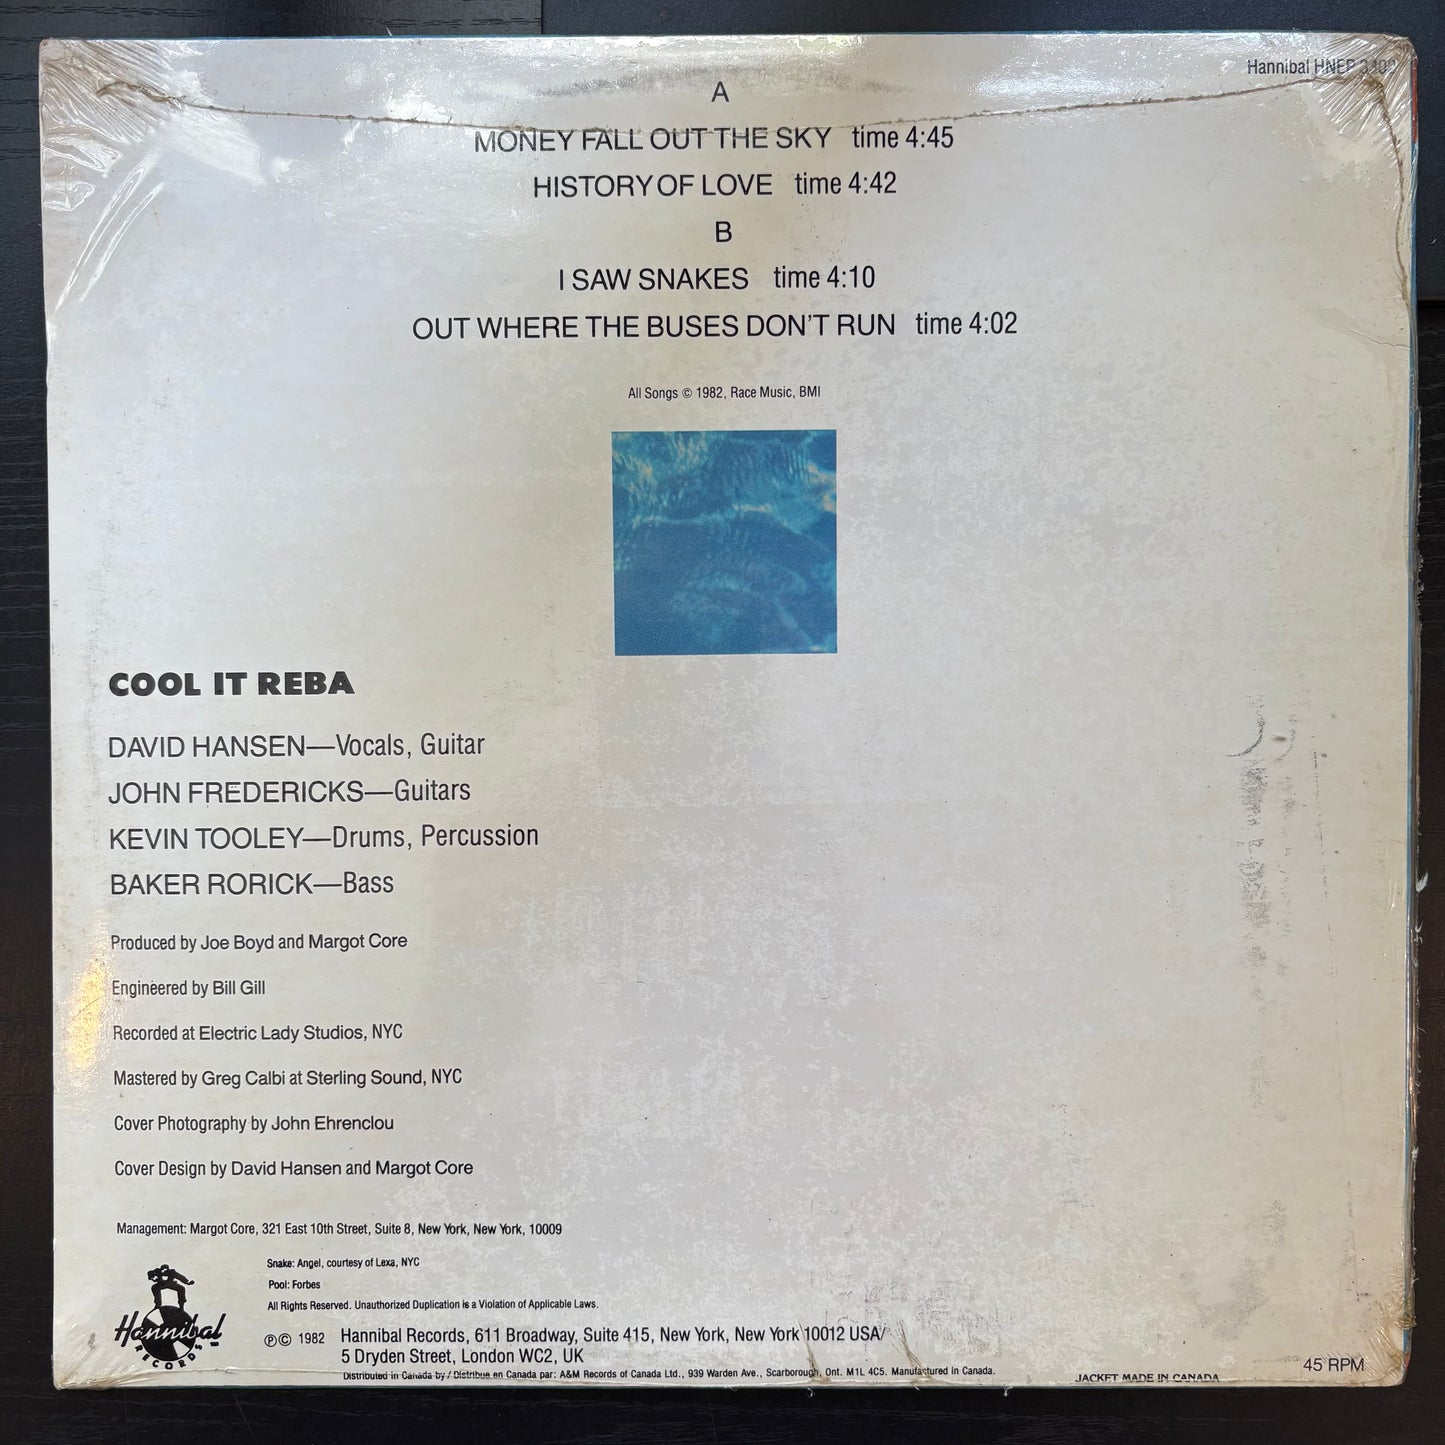 Hannibal HNEP
A
MONEY FALL OUT THE SKY time 4:45
HISTORY OF LOVE time 4:42
B
I SAW SNAKES time 4:10
OUT WHERE THE BUSES DON'T RUN time 4:02
All Songs © 1982, Race Music, BMI
COOL IT REBA
DAVID HANSEN—Vocals, Guitar
JOHN FREDERICKS—Guitars
KEVIN TOOLEY—Drums, Percussion
BAKER RORICK—Bass
Produced by Joe Boyd and Margot Core
Engineered by Bill Gill
Recorded at Electric Lady Studios, NYC
Mastered by Greg Calbi at Sterling Sound, NYC
Cover Photography by John Ehrenclou
Cover Design by David Hansen and Margot Core
Management: Margot Core, 321 East 10th Street, Suite 8, New York, New York, 10009
Snake: Angel, courtesy of Lexa, NYC
Pool: Forbes
All Rights Reserved. Unauthorized Duplication is a Violation of Applicable Laws.
Hannibal
RECORDS
℗© 1982 Hannibal Records, 611 Broadway, Suite 415, New York, New York 10012 USA/
5 Dryden Street, London WC2, UK
Distributed in Canada by / Distribue en Canada par: A&M Records of Canada Ltd., 939 Warden Ave., Scarborough, Ont. M1L 4C5. Manufactured in Canada.
JACKET MADE IN CANADA
45 RPM